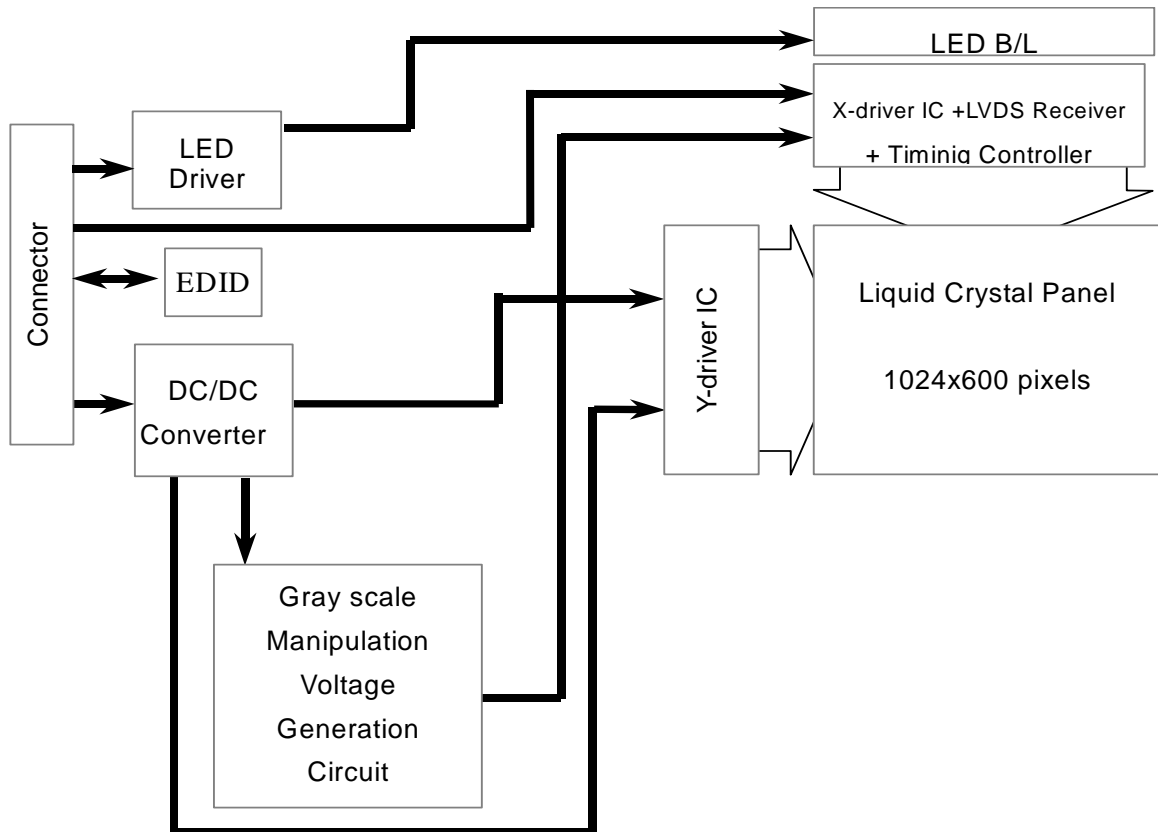 LED B/L
X-driver IC +LVDS Receiver
+ Timinig Controller
LED
Driver
Connector
EDID
Y-driver IC
Liquid Crystal Panel
1024x600 pixels
DC/DC
Converter
Gray scale
Manipulation
Voltage
Generation
Circuit